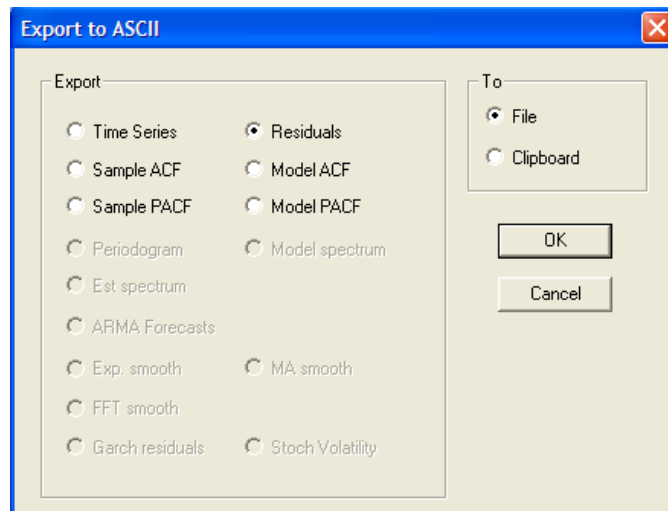 Export to ASCII
Export
Time Series
Residuals
Sample ACF
Model ACF
Sample PACF
Model PACF
Periodogram
Model spectrum
Est spectrum
ARMA Forecasts
Exp. smooth
MA smooth
FFT smooth
Garch residuals
Stoch Volatility
To
File
Clipboard
OK
Cancel